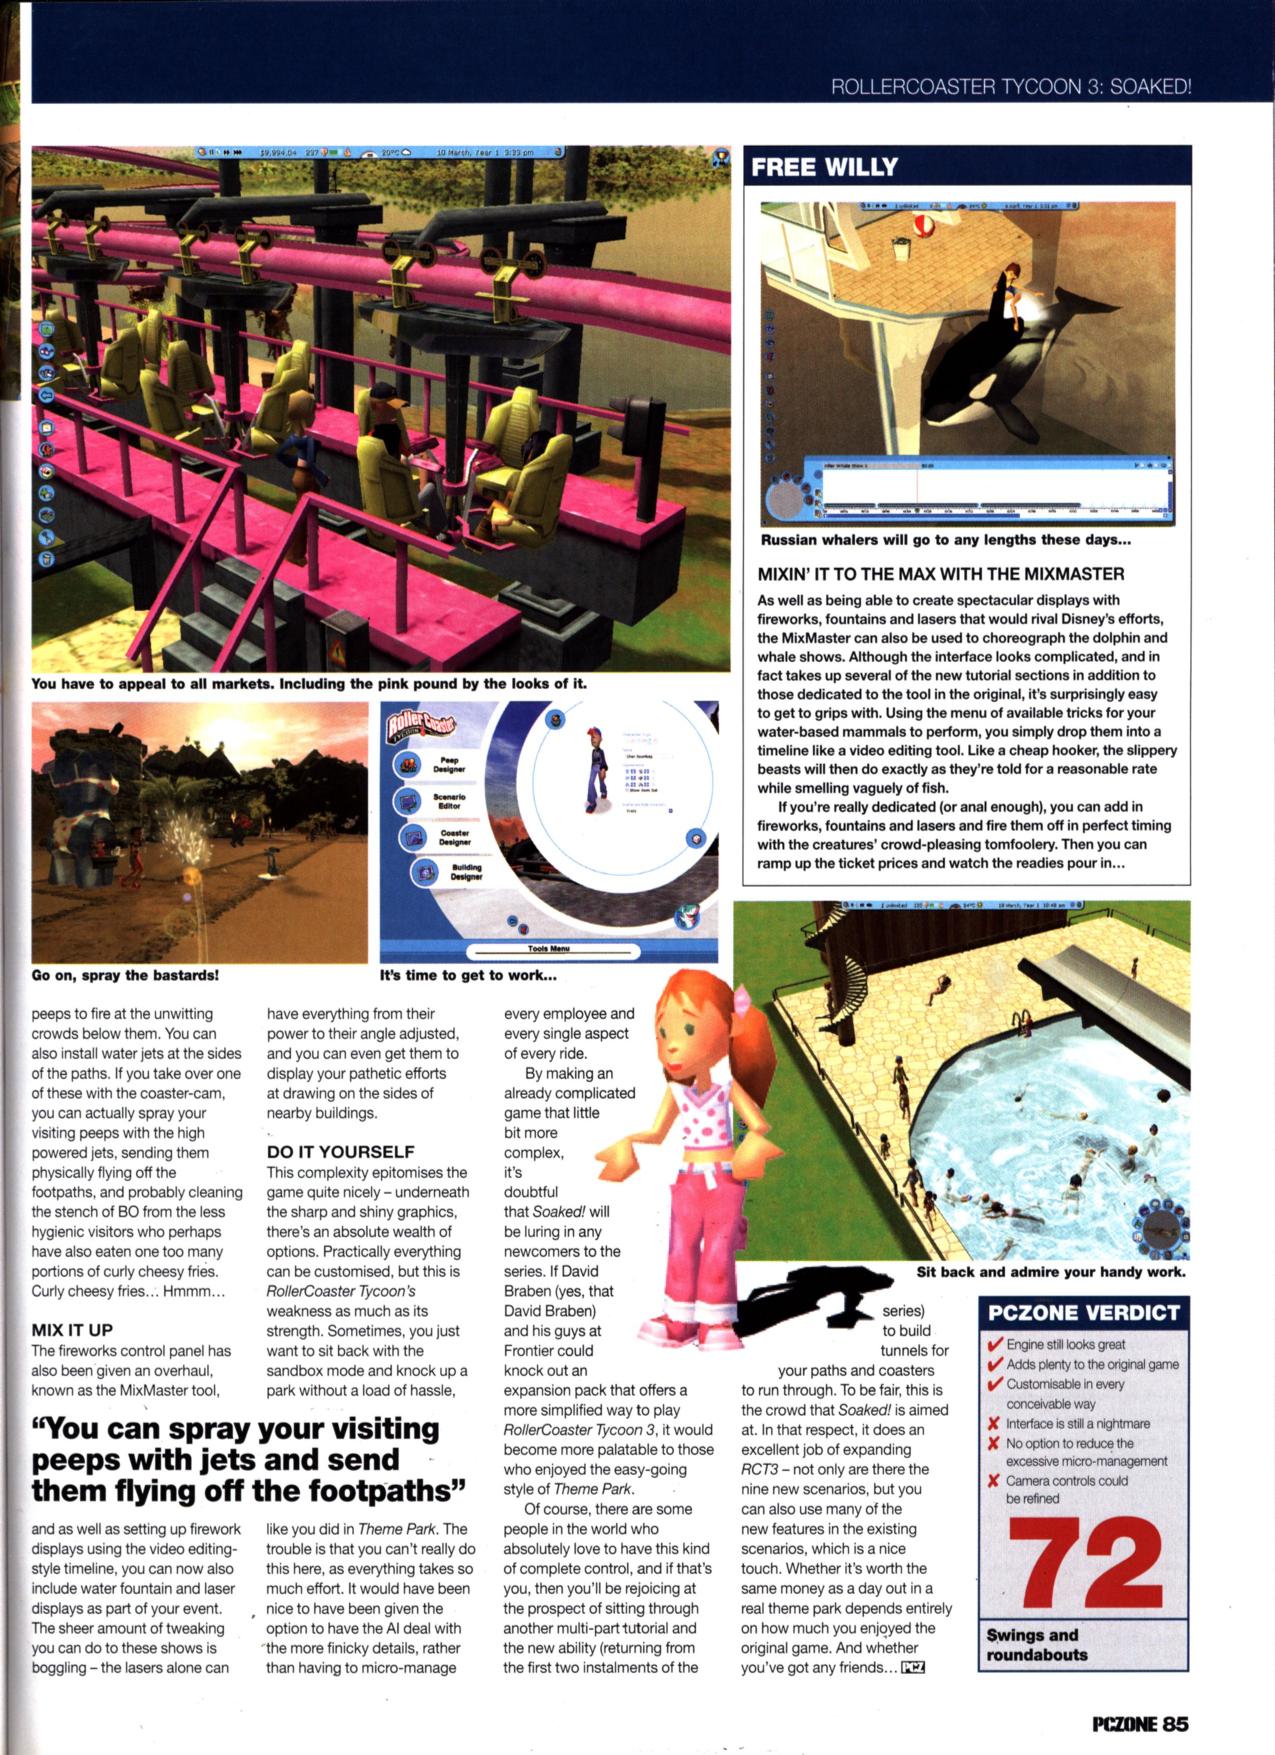 ROLLERCOASTER TYCOON 3: SOAKED!
$9,994.04 20°C 10 March, Year 1 3:33 pm
You have to appeal to all markets. Including the pink pound by the looks of it.
FREE WILLY
Killer Whale Show 1
Russian whalers will go to any lengths these days...
MIXIN' IT TO THE MAX WITH THE MIXMASTER
As well as being able to create spectacular displays with
fireworks, fountains and lasers that would rival Disney's efforts,
the MixMaster can also be used to choreograph the dolphin and
whale shows. Although the interface looks complicated, and in
fact takes up several of the new tutorial sections in addition to
those dedicated to the tool in the original, it's surprisingly easy
to get to grips with. Using the menu of available tricks for your
water-based mammals to perform, you simply drop them into a
timeline like a video editing tool. Like a cheap hooker, the slippery
beasts will then do exactly as they're told for a reasonable rate
while smelling vaguely of fish.
If you're really dedicated (or anal enough), you can add in
fireworks, fountains and lasers and fire them off in perfect timing
with the creatures' crowd-pleasing tomfoolery. Then you can
ramp up the ticket prices and watch the readies pour in...
Go on, spray the bastards!
RollerCoaster
TYCOON
Peep
Designer
Scenario
Editor
Coaster
Designer
Building
Designer
Tools Menu
It's time to get to work...
Sit back and admire your handy work.
peeps to fire at the unwitting
crowds below them. You can
also install water jets at the sides
of the paths. If you take over one
of these with the coaster-cam,
you can actually spray your
visiting peeps with the high
powered jets, sending them
physically flying off the
footpaths, and probably cleaning
the stench of BO from the less
hygienic visitors who perhaps
have also eaten one too many
portions of curly cheesy fries.
Curly cheesy fries... Hmmm...
MIX IT UP
The fireworks control panel has
also been given an overhaul,
known as the MixMaster tool,
"You can spray your visiting
peeps with jets and send
them flying off the footpaths"
and as well as setting up firework
displays using the video editing-
style timeline, you can now also
include water fountain and laser
displays as part of your event.
The sheer amount of tweaking
you can do to these shows is
boggling – the lasers alone can
have everything from their
power to their angle adjusted,
and you can even get them to
display your pathetic efforts
at drawing on the sides of
nearby buildings.
DO IT YOURSELF
This complexity epitomises the
game quite nicely – underneath
the sharp and shiny graphics,
there's an absolute wealth of
options. Practically everything
can be customised, but this is
RollerCoaster Tycoon's
weakness as much as its
strength. Sometimes, you just
want to sit back with the
sandbox mode and knock up a
park without a load of hassle,
like you did in Theme Park. The
trouble is that you can't really do
this here, as everything takes so
much effort. It would have been
nice to have been given the
option to have the AI deal with
the more finicky details, rather
than having to micro-manage
every employee and
every single aspect
of every ride.
By making an
already complicated
game that little
bit more
complex,
it's
doubtful
that Soaked! will
be luring in any
newcomers to the
series. If David
Braben (yes, that
David Braben)
and his guys at
Frontier could
knock out an
expansion pack that offers a
more simplified way to play
RollerCoaster Tycoon 3, it would
become more palatable to those
who enjoyed the easy-going
style of Theme Park.
Of course, there are some
people in the world who
absolutely love to have this kind
of complete control, and if that's
you, then you'll be rejoicing at
the prospect of sitting through
another multi-part tutorial and
the new ability (returning from
the first two instalments of the
series)
to build
tunnels for
your paths and coasters
to run through. To be fair, this is
the crowd that Soaked! is aimed
at. In that respect, it does an
excellent job of expanding
RCT3 – not only are there the
nine new scenarios, but you
can also use many of the
new features in the existing
scenarios, which is a nice
touch. Whether it's worth the
same money as a day out in a
real theme park depends entirely
on how much you enjoyed the
original game. And whether
you've got any friends... PCZ
PCZONE VERDICT
Engine still looks great
Adds plenty to the original game
Customisable in every
conceivable way
Interface is still a nightmare
No option to reduce the
excessive micro-management
Camera controls could
be refined
72
Swings and
roundabouts
PCZONE 85